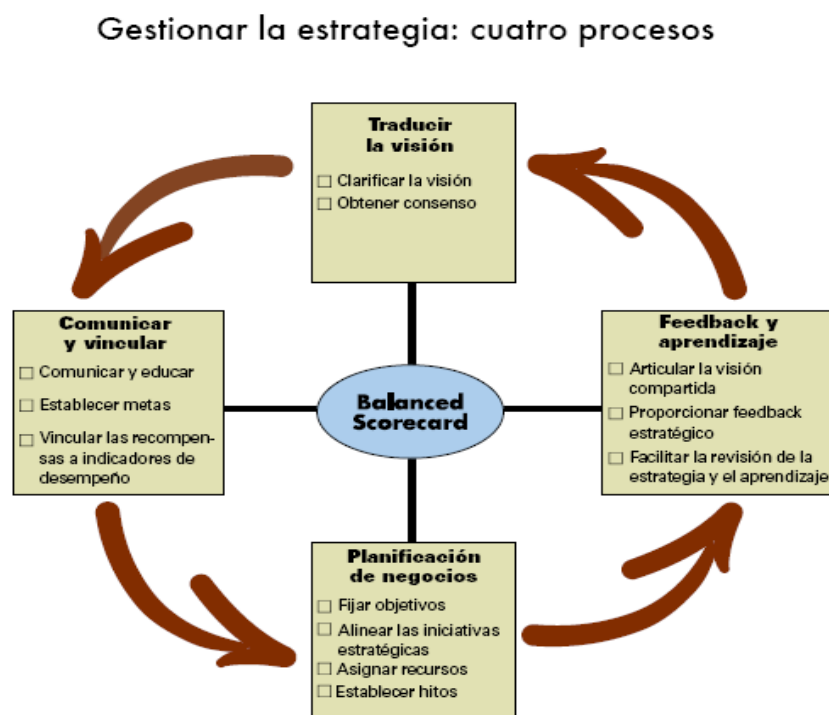 Gestionar la estrategia: cuatro procesos
Traducir
la visión
☐ Clarificar la visión
☐ Obtener consenso
Comunicar
y vincular
☐ Comunicar y educar
☐ Establecer metas
☐ Vincular las recompen-
sas a indicadores de
desempeño
Balanced
Scorecard
Feedback y
aprendizaje
☐ Articular la visión
compartida
☐ Proporcionar feedback
estratégico
☐ Facilitar la revisión de la
estrategia y el aprendizaje
Planificación
de negocios
☐ Fijar objetivos
☐ Alinear las iniciativas
estratégicas
☐ Asignar recursos
☐ Establecer hitos